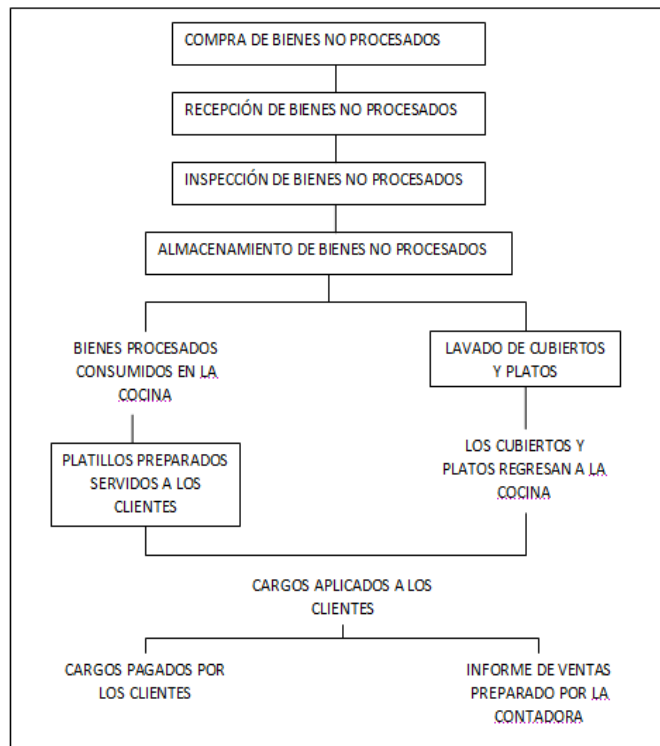 COMPRA DE BIENES NO PROCESADOS
RECEPCIÓN DE BIENES NO PROCESADOS
INSPECCIÓN DE BIENES NO PROCESADOS
ALMACENAMIENTO DE BIENES NO PROCESADOS
BIENES PROCESADOS
CONSUMIDOS EN LA
COCINA
LAVADO DE CUBIERTOS
Y PLATOS
PLATILLOS PREPARADOS
SERVIDOS A LOS
CLIENTES
LOS CUBIERTOS Y
PLATOS REGRESAN A LA
COCINA
CARGOS APLICADOS A LOS
CLIENTES
CARGOS PAGADOS POR
LOS CLIENTES
INFORME DE VENTAS
PREPARADO POR LA
CONTADORA